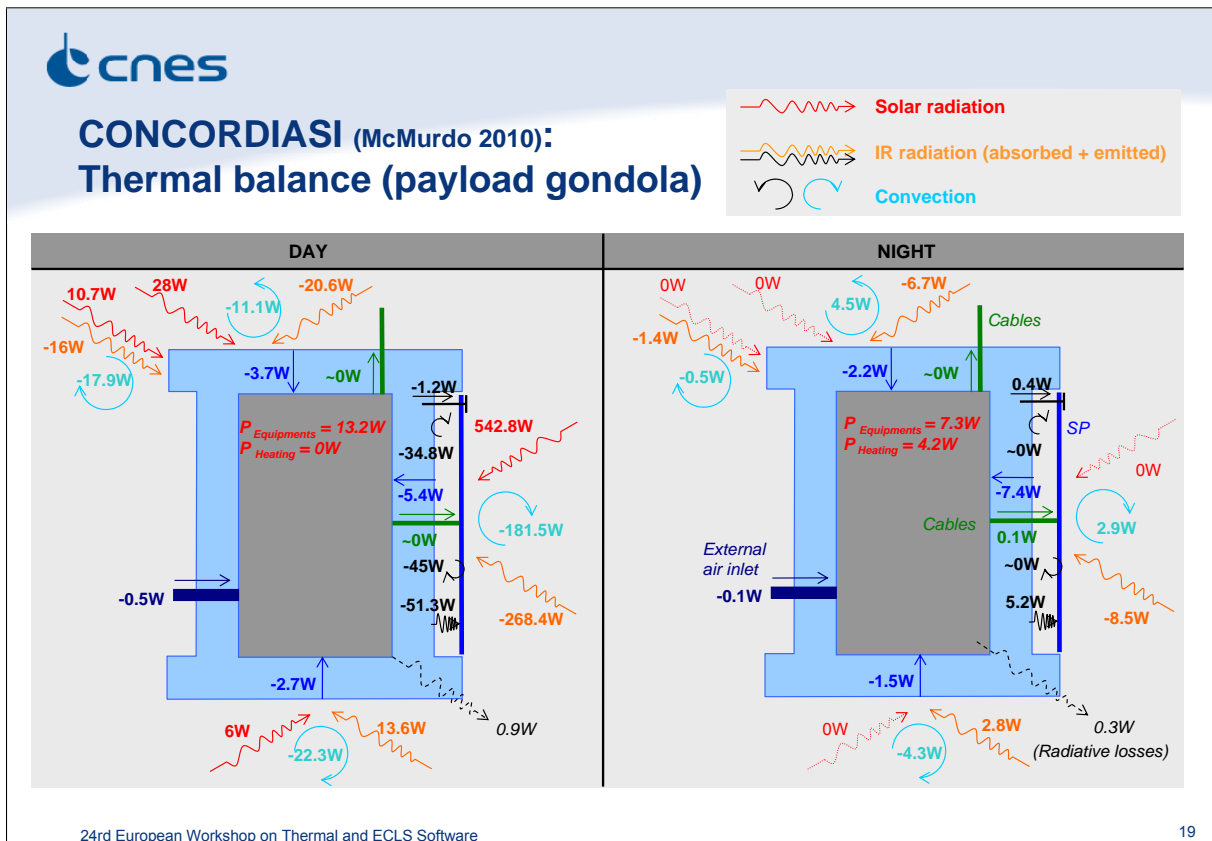 cnes
CONCORDIASI (McMurdo 2010):
Thermal balance (payload gondola)
Solar radiation
IR radiation (absorbed + emitted)
Convection
DAY
10.7W
28W
-20.6W
-11.1W
-16W
-17.9W
-3.7W
~0W
-1.2W
P Equipments = 13.2W
P Heating = 0W
542.8W
-34.8W
-5.4W
-181.5W
~0W
-45W
-0.5W
-51.3W
-268.4W
-2.7W
6W
13.6W
0.9W
-22.3W
NIGHT
0W
0W
-6.7W
4.5W
Cables
-1.4W
-0.5W
-2.2W
~0W
0.4W
P Equipments = 7.3W
P Heating = 4.2W
SP
~0W
0W
-7.4W
Cables
2.9W
0.1W
External
air inlet
~0W
-0.1W
5.2W
-8.5W
-1.5W
0W
2.8W
0.3W
(Radiative losses)
-4.3W
24rd European Workshop on Thermal and ECLS Software
19